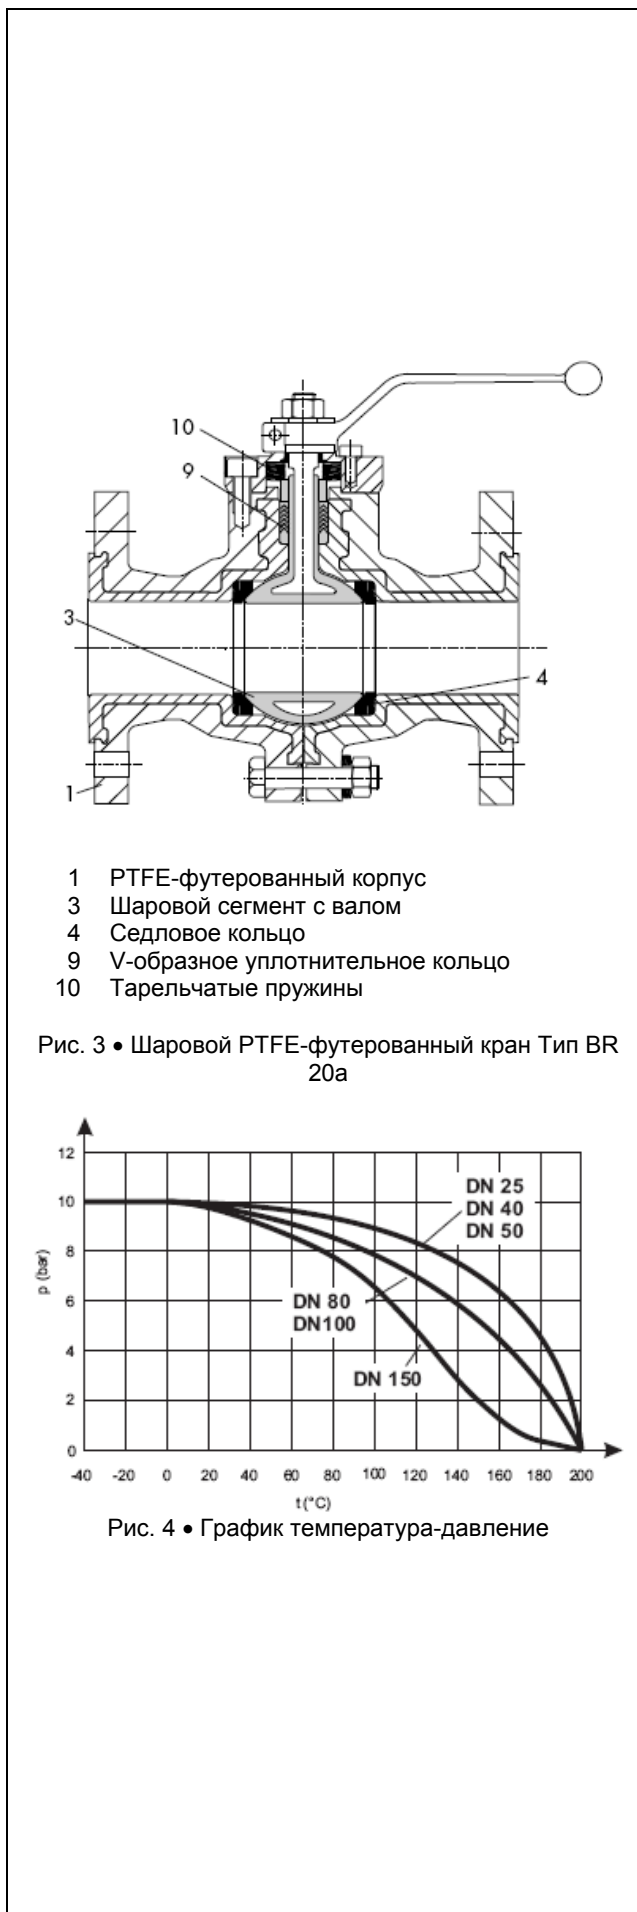 10
9
3
4
1
1 PTFE-футерованный корпус
3 Шаровой сегмент с валом
4 Седловое кольцо
9 V-образное уплотнительное кольцо
10 Тарельчатые пружины
Рис. 3 • Шаровой PTFE-футерованный кран Тип BR
20a
12
10
8
6
4
2
0
p (bar)
DN 25
DN 40
DN 50
DN 80
DN100
DN 150
-40 -20 0 20 40 60 80 100 120 140 160 180 200
t(°C)
Рис. 4 • График температура-давление